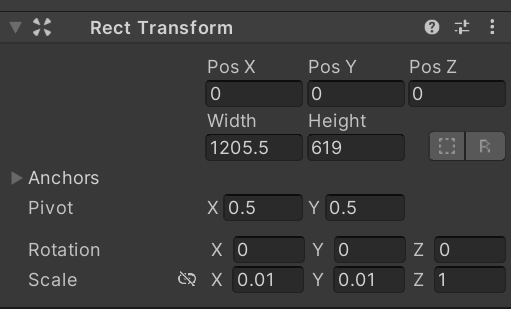 Rect Transform
Pos X Pos Y Pos Z
0 0 0
Width Height
1205.5 619
R
Anchors
Pivot X 0.5 Y 0.5
Rotation X 0 Y 0 Z 0
Scale X 0.01 Y 0.01 Z 1